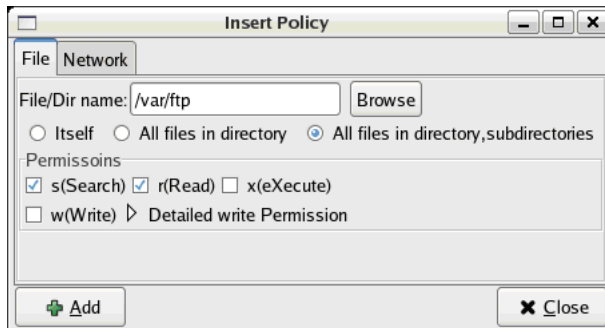 Insert Policy
File Network
File/Dir name: /var/ftp Browse
Itself All files in directory All files in directory,subdirectories
Permissoins
s(Search) r(Read) x(eXecute)
w(Write) Detailed write Permission
Add Close